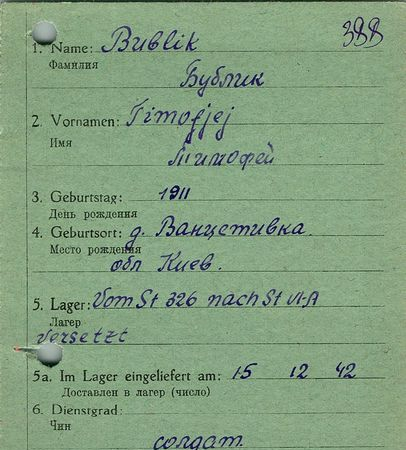 388
1. Name: Bublik
Фамилия
Бублик
2. Vornamen: Timofjej
Имя
Тимофей
3. Geburtstag: 1911
День рождения
4. Geburtsort: д. Ванцетивка.
Место рождения
обл Киев.
5. Lager: Vom St 326 nach St VI-A
Лагер
versetzt
5a. Im Lager eingeliefert am: 15 12 42
Доставлен в лагер (число)
6. Dienstgrad:
Чин
солдат